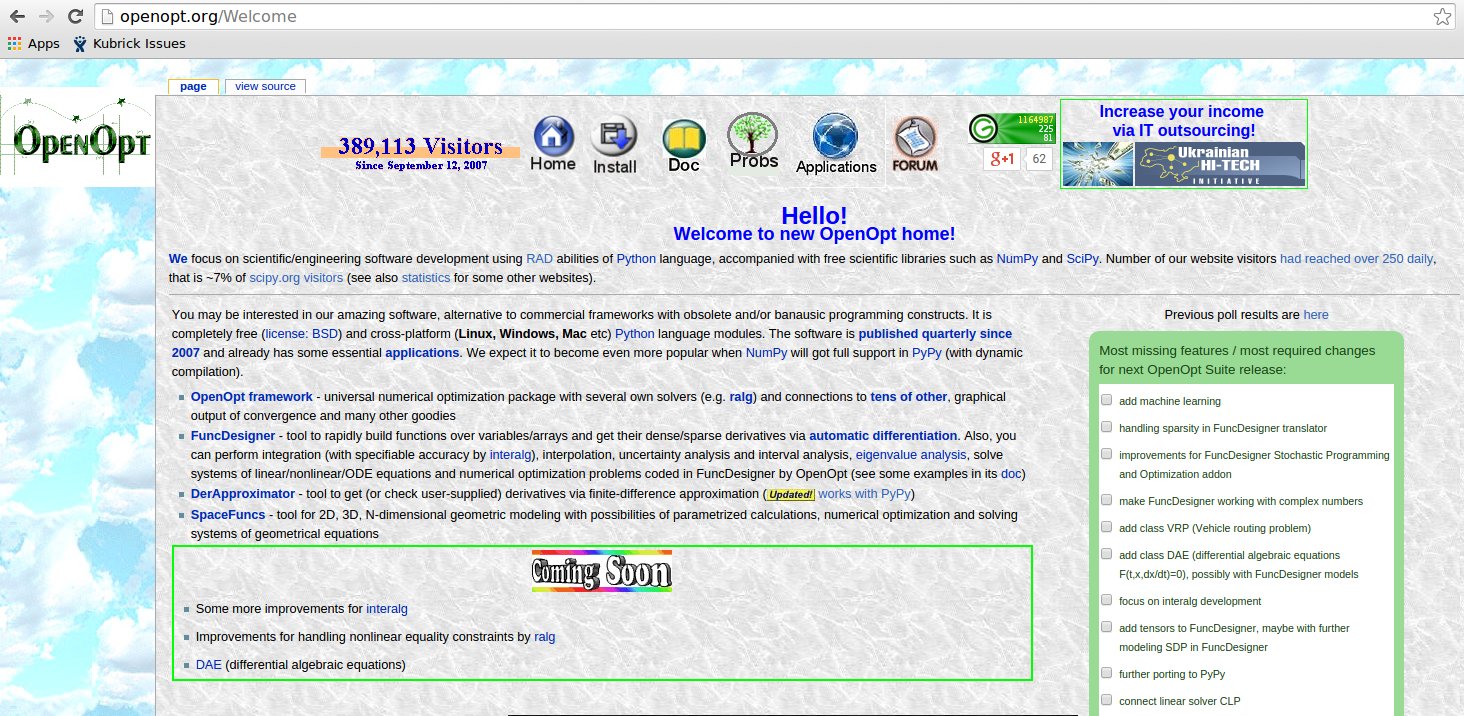 openopt.org/Welcome
Apps Kubrick Issues
page view source
OpenOpt
389,113 Visitors
Since September 12, 2007
Home
Install
Doc
Probs
Applications
FORUM
1164987
225
81
g+1 62
Increase your income
via IT outsourcing!
Ukrainian
HI-TECH
INITIATIVE
Hello!
Welcome to new OpenOpt home!
We focus on scientific/engineering software development using RAD abilities of Python language, accompanied with free scientific libraries such as NumPy and SciPy. Number of our website visitors had reached over 250 daily,
that is ~7% of scipy.org visitors (see also statistics for some other websites).
You may be interested in our amazing software, alternative to commercial frameworks with obsolete and/or banausic programming constructs. It is
completely free (license: BSD) and cross-platform (Linux, Windows, Mac etc) Python language modules. The software is published quarterly since
2007 and already has some essential applications. We expect it to become even more popular when NumPy will got full support in PyPy (with dynamic
compilation).
OpenOpt framework - universal numerical optimization package with several own solvers (e.g. ralg) and connections to tens of other, graphical
output of convergence and many other goodies
FuncDesigner - tool to rapidly build functions over variables/arrays and get their dense/sparse derivatives via automatic differentiation. Also, you
can perform integration (with specifiable accuracy by interalg), interpolation, uncertainty analysis and interval analysis, eigenvalue analysis, solve
systems of linear/nonlinear/ODE equations and numerical optimization problems coded in FuncDesigner by OpenOpt (see some examples in its doc)
DerApproximator - tool to get (or check user-supplied) derivatives via finite-difference approximation (Updated! works with PyPy)
SpaceFuncs - tool for 2D, 3D, N-dimensional geometric modeling with possibilities of parametrized calculations, numerical optimization and solving
systems of geometrical equations
Coming Soon
Some more improvements for interalg
Improvements for handling nonlinear equality constraints by ralg
DAE (differential algebraic equations)
Previous poll results are here
Most missing features / most required changes
for next OpenOpt Suite release:
add machine learning
handling sparsity in FuncDesigner translator
improvements for FuncDesigner Stochastic Programming
and Optimization addon
make FuncDesigner working with complex numbers
add class VRP (Vehicle routing problem)
add class DAE (differential algebraic equations
F(t,x,dx/dt)=0), possibly with FuncDesigner models
focus on interalg development
add tensors to FuncDesigner, maybe with further
modeling SDP in FuncDesigner
further porting to PyPy
connect linear solver CLP